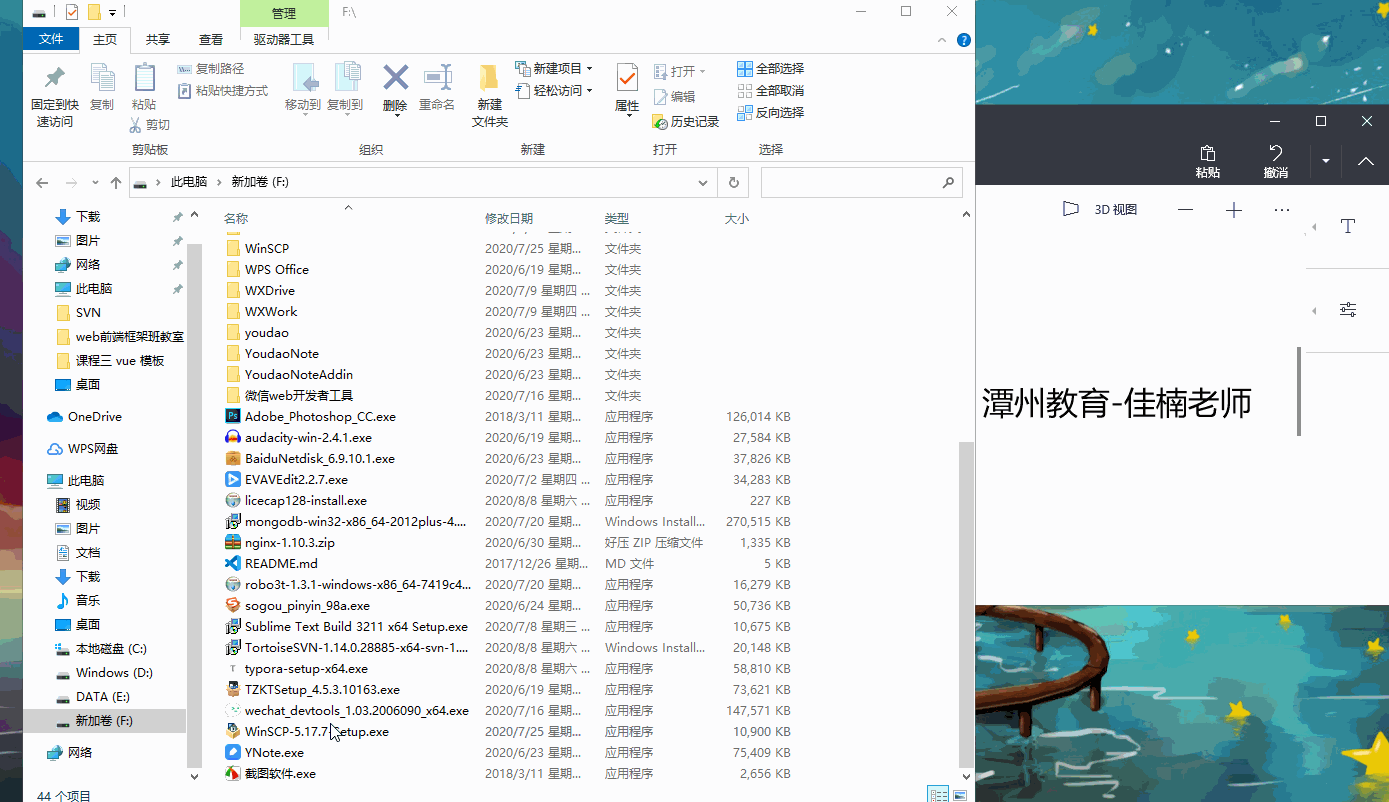 管理
F:\
文件
主页
共享
查看
驱动器工具
固定到快
速访问
复制
粘贴
复制路径
粘贴快捷方式
剪切
移动到
复制到
删除
重命名
新建
文件夹
新建项目
轻松访问
属性
打开
编辑
历史记录
全部选择
全部取消
反向选择
剪贴板
组织
新建
打开
选择
此电脑
新加卷 (F:)
下载
图片
网络
此电脑
SVN
web前端框架班教室
课程三 vue 模板
桌面
OneDrive
WPS网盘
此电脑
视频
图片
文档
下载
音乐
桌面
本地磁盘 (C:)
Windows (D:)
DATA (E:)
新加卷 (F:)
网络
名称 修改日期 类型 大小
WinSCP 2020/7/25 星期... 文件夹
WPS Office 2020/6/19 星期... 文件夹
WXDrive 2020/7/9 星期四 ... 文件夹
WXWork 2020/7/9 星期四 ... 文件夹
youdao 2020/6/23 星期... 文件夹
YoudaoNote 2020/6/23 星期... 文件夹
YoudaoNoteAddin 2020/6/23 星期... 文件夹
微信web开发者工具 2020/7/16 星期... 文件夹
Adobe_Photoshop_CC.exe 2018/3/11 星期... 应用程序 126,014 KB
audacity-win-2.4.1.exe 2020/6/19 星期... 应用程序 27,584 KB
BaiduNetdisk_6.9.10.1.exe 2020/6/23 星期... 应用程序 37,826 KB
EVAVEdit2.2.7.exe 2020/7/2 星期四 ... 应用程序 34,283 KB
licecap128-install.exe 2020/8/8 星期六 ... 应用程序 227 KB
mongodb-win32-x86_64-2012plus-4.... 2020/7/20 星期... Windows Install... 270,515 KB
nginx-1.10.3.zip 2020/6/30 星期... 好压 ZIP 压缩文件 1,335 KB
README.md 2017/12/26 星期... MD 文件 5 KB
robo3t-1.3.1-windows-x86_64-7419c4... 2020/7/20 星期... 应用程序 16,279 KB
sogou_pinyin_98a.exe 2020/6/24 星期... 应用程序 50,736 KB
Sublime Text Build 3211 x64 Setup.exe 2020/7/8 星期三 ... 应用程序 10,675 KB
TortoiseSVN-1.14.0.28885-x64-svn-1.... 2020/8/8 星期六 ... Windows Install... 20,148 KB
typora-setup-x64.exe 2020/8/8 星期六 ... 应用程序 58,810 KB
TZKTSetup_4.5.3.10163.exe 2020/6/19 星期... 应用程序 73,621 KB
wechat_devtools_1.03.2006090_x64.exe 2020/7/16 星期... 应用程序 147,571 KB
WinSCP-5.17.7 etup.exe 2020/7/25 星期... 应用程序 10,900 KB
YNote.exe 2020/6/23 星期... 应用程序 75,409 KB
截图软件.exe 2018/3/11 星期... 应用程序 2,656 KB
44 个项目
粘贴
撤消
3D 视图
潭州教育-佳楠老师